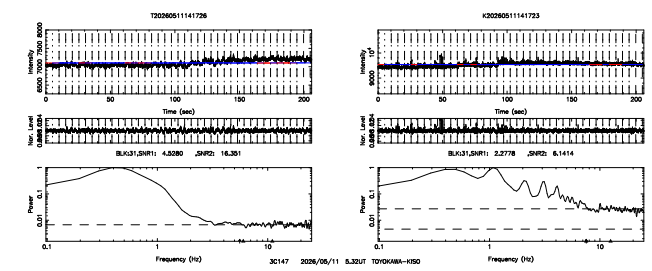 T20260511141726
K20260511141723
Intensity
8000
7500
7000
6500
0
50
100
150
200
Time (sec)
Intensity
10⁴
9000
0
50
100
150
200
Time (sec)
Nor. Level
Nor. Level
BLK:31,SNR1: 4.5280 ,SNR2: 16.351
BLK:31,SNR1: 2.2778 ,SNR2: 6.1414
Power
1
0.1
0.01
0.1
1
10
Frequency (Hz)
Power
1
0.1
0.01
0.1
1
10
Frequency (Hz)
3C147 2026/05/11 5.32UT TOYOKAWA-KISO